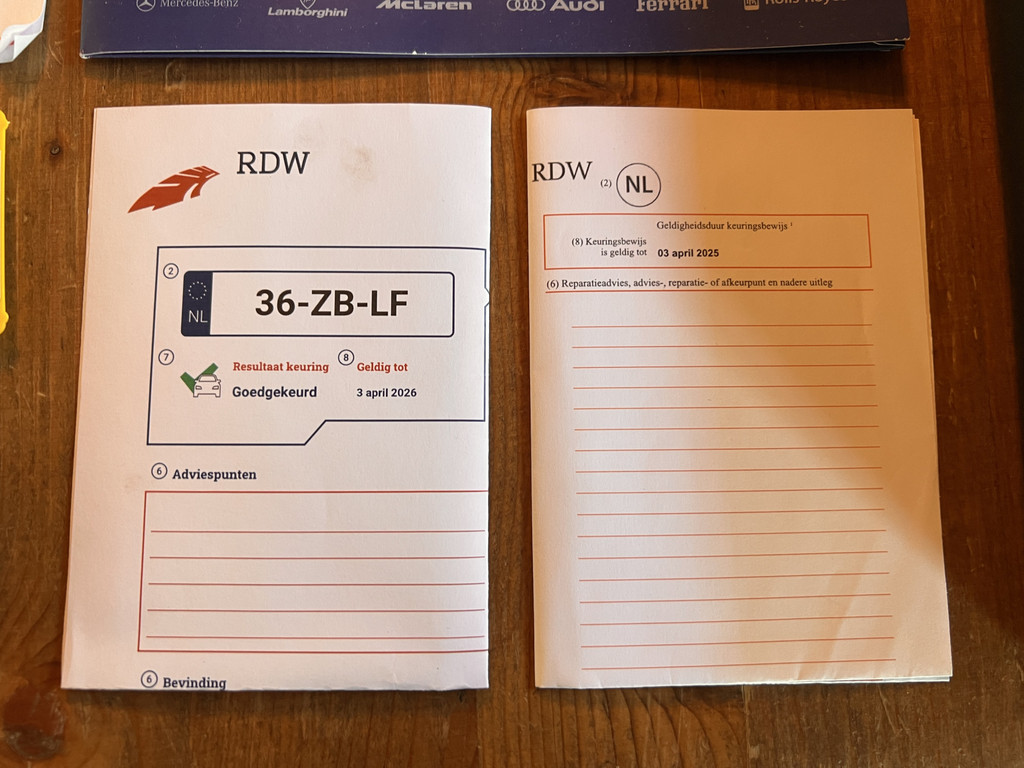 Mercedes-Benz
Lamborghini
McLaren
Audi
Ferrari
RDW
2
NL
36-ZB-LF
7
Resultaat keuring
8
Geldig tot
Goedgekeurd
3 april 2026
6 Adviespunten
6 Bevinding
RDW (2) NL
Geldigheidsduur keuringsbewijs 1
(8) Keuringsbewijs
is geldig tot 03 april 2025
(6) Reparatieadvies, advies-, reparatie- of afkeurpunt en nadere uitleg